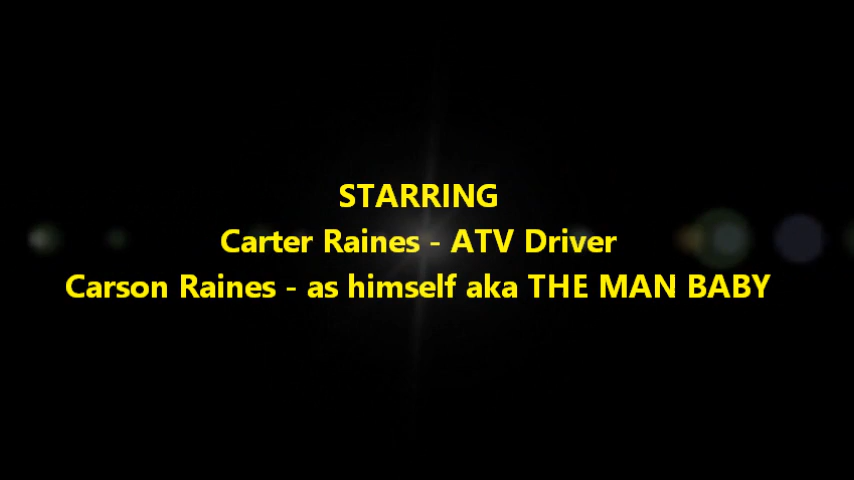 STARRING
Carter Raines - ATV Driver
Carson Raines - as himself aka THE MAN BABY